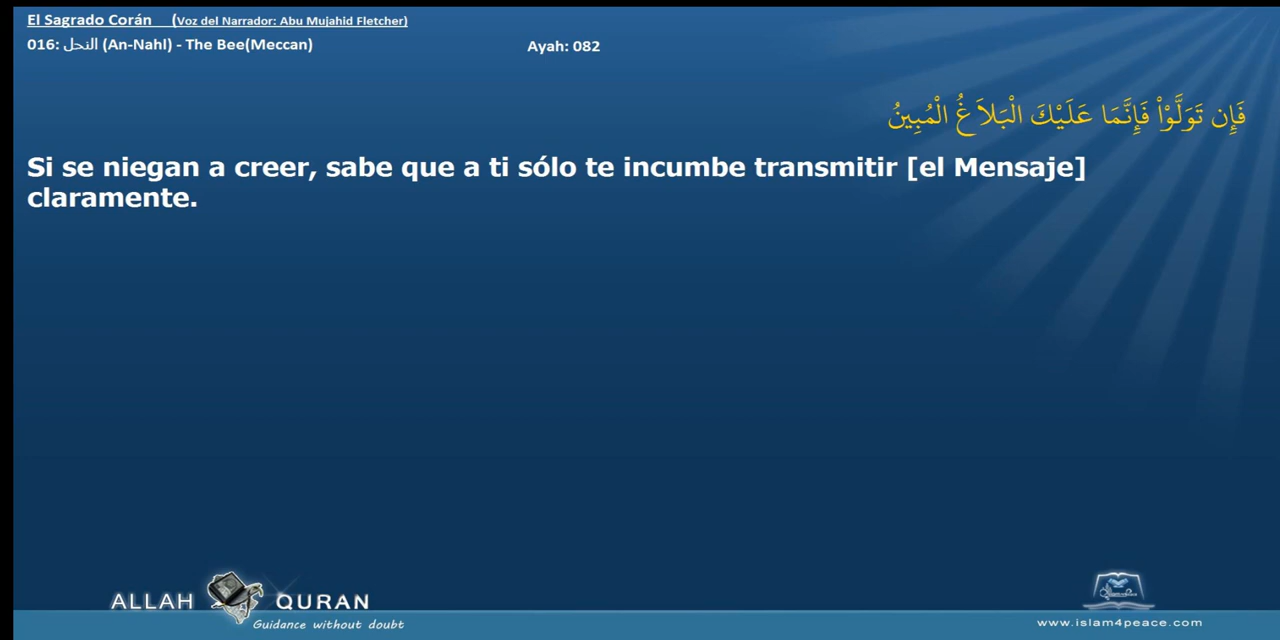 El Sagrado Corán (Voz del Narrador: Abu Mujahid Fletcher)
016: النحل (An-Nahl) - The Bee(Meccan) Ayah: 082
فَإِن تَوَلَّوْاْ فَإِنَّمَا عَلَيْكَ الْبَلاَغُ الْمُبِينُ
Si se niegan a creer, sabe que a ti sólo te incumbe transmitir [el Mensaje]
claramente.
ALLAH QURAN
Guidance without doubt
www.islam4peace.com